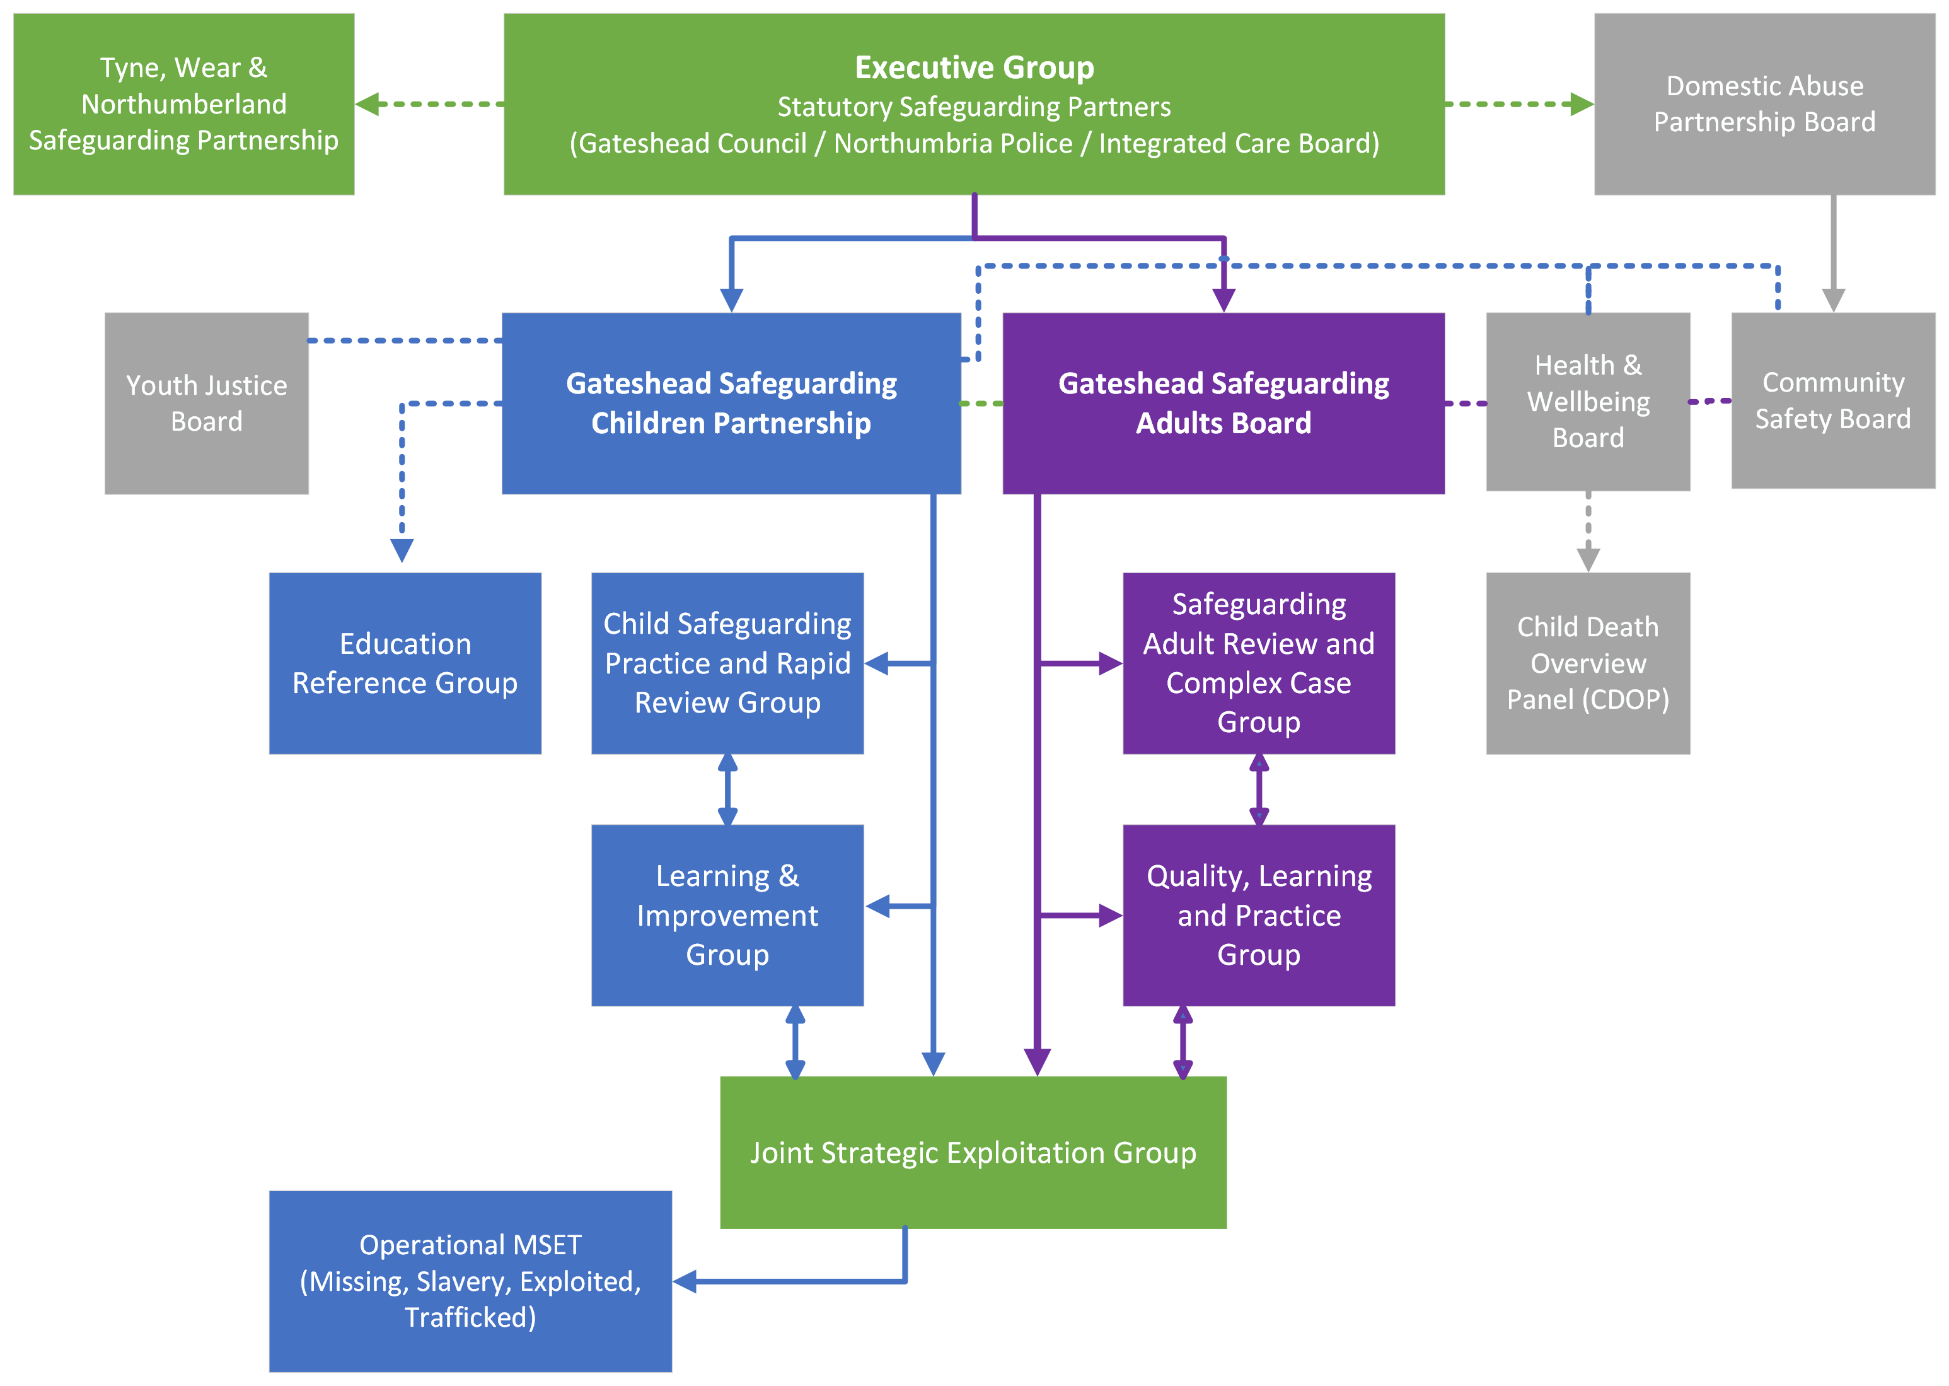 Tyne, Wear &
Northumberland
Safeguarding Partnership
Executive Group
Statutory Safeguarding Partners
(Gateshead Council / Northumbria Police / Integrated Care Board)
Domestic Abuse
Partnership Board
Youth Justice
Board
Gateshead Safeguarding
Children Partnership
Gateshead Safeguarding
Adults Board
Health &
Wellbeing
Board
Community
Safety Board
Education
Reference Group
Child Safeguarding
Practice and Rapid
Review Group
Safeguarding
Adult Review and
Complex Case
Group
Child Death
Overview
Panel (CDOP)
Learning &
Improvement
Group
Quality, Learning
and Practice
Group
Joint Strategic Exploitation Group
Operational MSET
(Missing, Slavery, Exploited,
Trafficked)